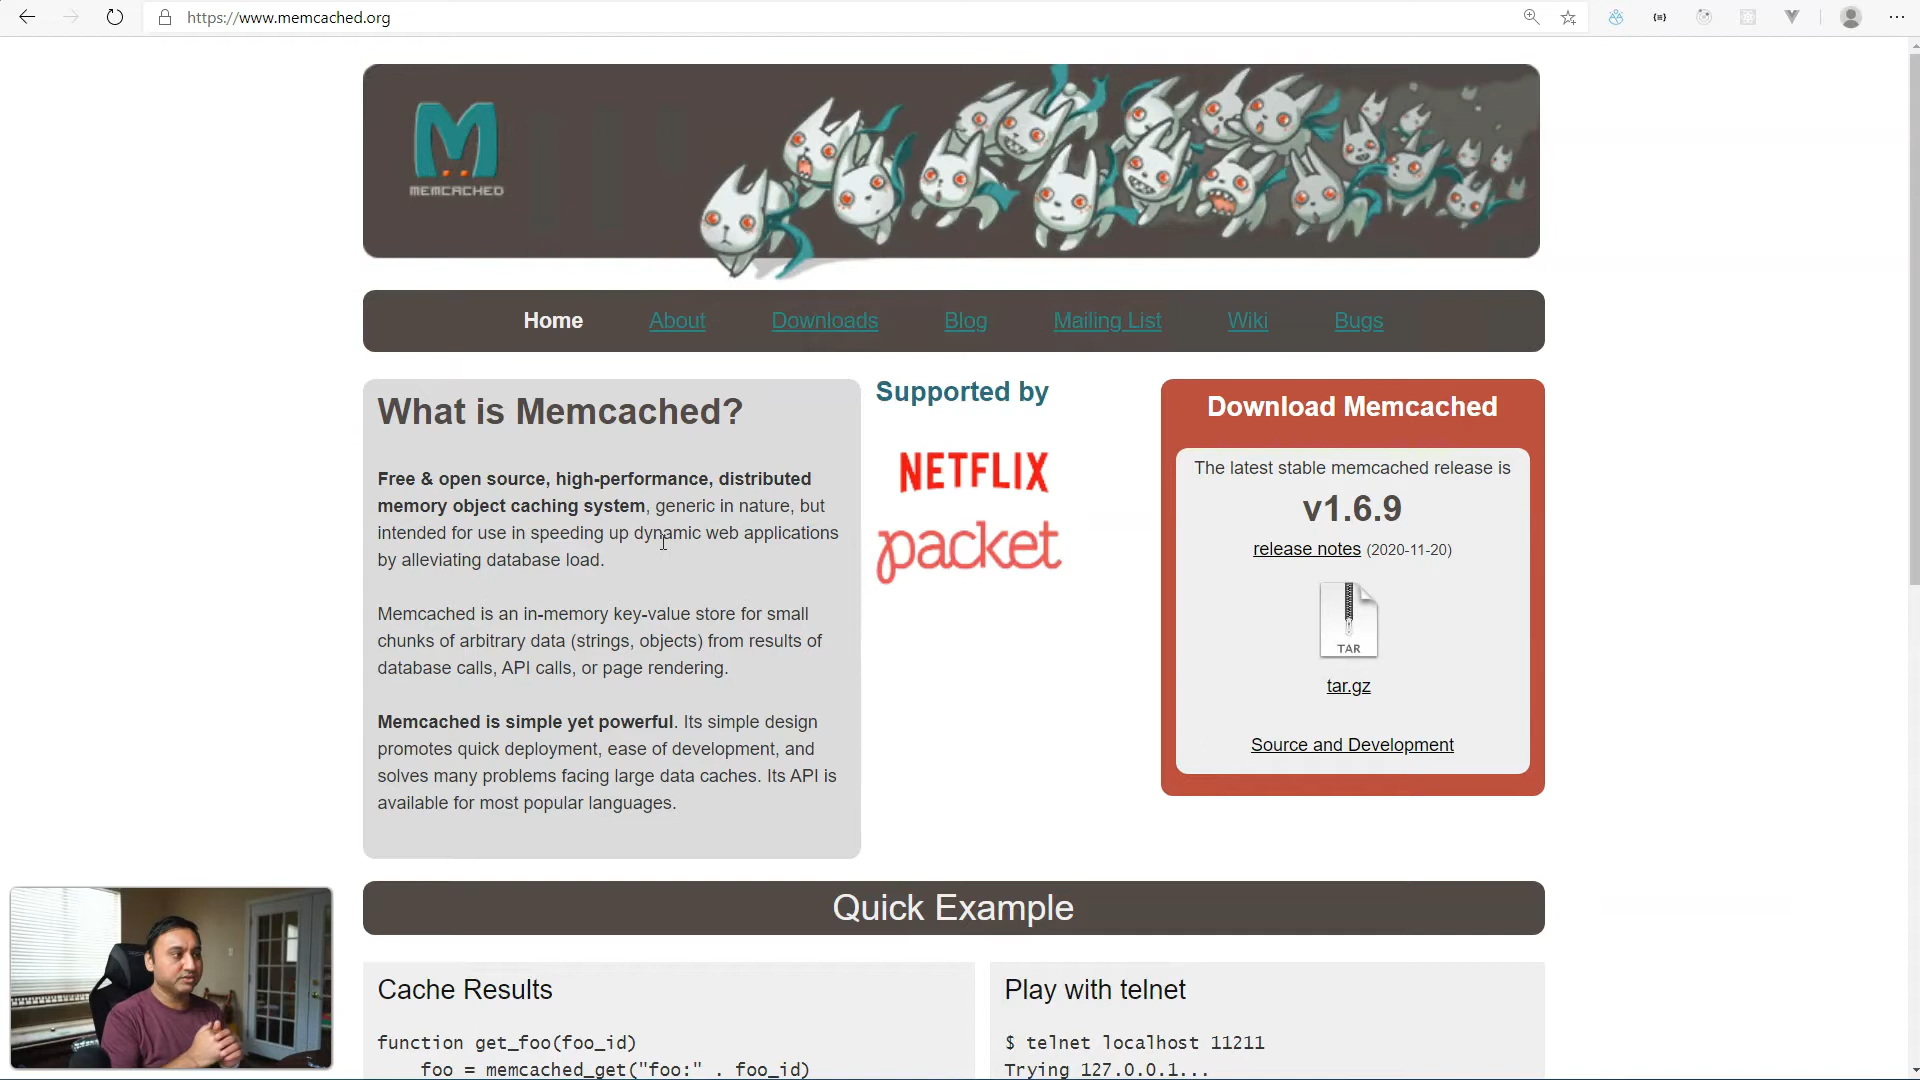 https://www.memcached.org
MEMCACHED
Home About Downloads Blog Mailing List Wiki Bugs
What is Memcached?
Free & open source, high-performance, distributed
memory object caching system, generic in nature, but
intended for use in speeding up dynamic web applications
by alleviating database load.
Memcached is an in-memory key-value store for small
chunks of arbitrary data (strings, objects) from results of
database calls, API calls, or page rendering.
Memcached is simple yet powerful. Its simple design
promotes quick deployment, ease of development, and
solves many problems facing large data caches. Its API is
available for most popular languages.
Supported by
NETFLIX
packet
Download Memcached
The latest stable memcached release is
v1.6.9
release notes (2020-11-20)
TAR
tar.gz
Source and Development
Quick Example
Cache Results
function get_foo(foo_id)
foo = memcached_get("foo:" . foo_id)
Play with telnet
$ telnet localhost 11211
Trying 127.0.0.1...